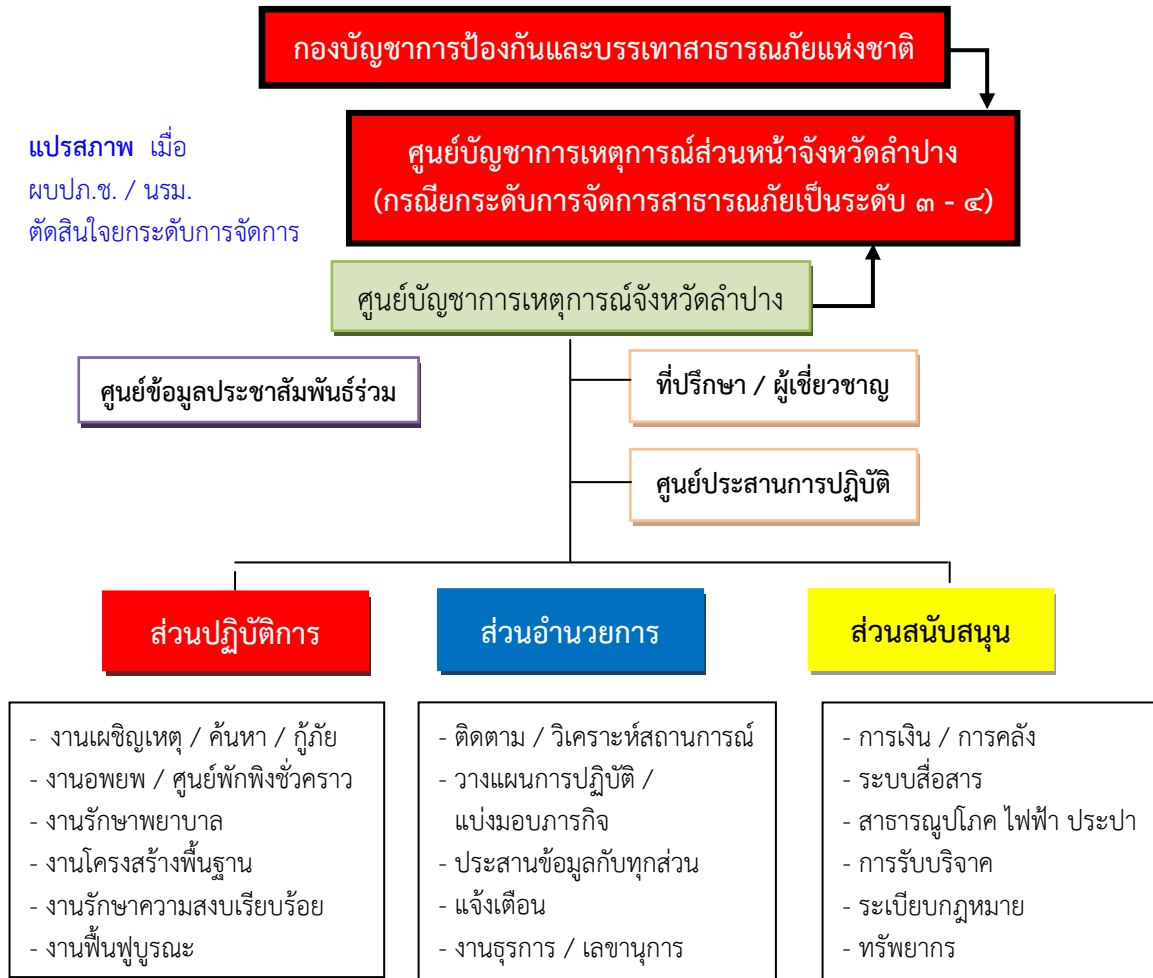 กองบัญชาการป้องกันและบรรเทาสาธารณภัยแห่งชาติ
ศูนย์บัญชาการเหตุการณ์ส่วนหน้าจังหวัดลำปาง
(กรณียกระดับการจัดการสาธารณภัยเป็นระดับ ๓ - ๔)
แปรสภาพ เมื่อ
ผบปภ.ช. / นรม.
ตัดสินใจยกระดับการจัดการ
ศูนย์บัญชาการเหตุการณ์จังหวัดลำปาง
ศูนย์ข้อมูลประชาสัมพันธ์ร่วม
ที่ปรึกษา / ผู้เชี่ยวชาญ
ศูนย์ประสานการปฏิบัติ
ส่วนปฏิบัติการ
- งานเผชิญเหตุ / ค้นหา / กู้ภัย
- งานอพยพ / ศูนย์พักพิงชั่วคราว
- งานรักษาพยาบาล
- งานโครงสร้างพื้นฐาน
- งานรักษาความสงบเรียบร้อย
- งานฟื้นฟูบูรณะ
ส่วนอำนวยการ
- ติดตาม / วิเคราะห์สถานการณ์
- วางแผนการปฏิบัติ /
แบ่งมอบภารกิจ
- ประสานข้อมูลกับทุกส่วน
- แจ้งเตือน
- งานธุรการ / เลขานุการ
ส่วนสนับสนุน
- การเงิน / การคลัง
- ระบบสื่อสาร
- สาธารณูปโภค ไฟฟ้า ประปา
- การรับบริจาค
- ระเบียบกฎหมาย
- ทรัพยากร